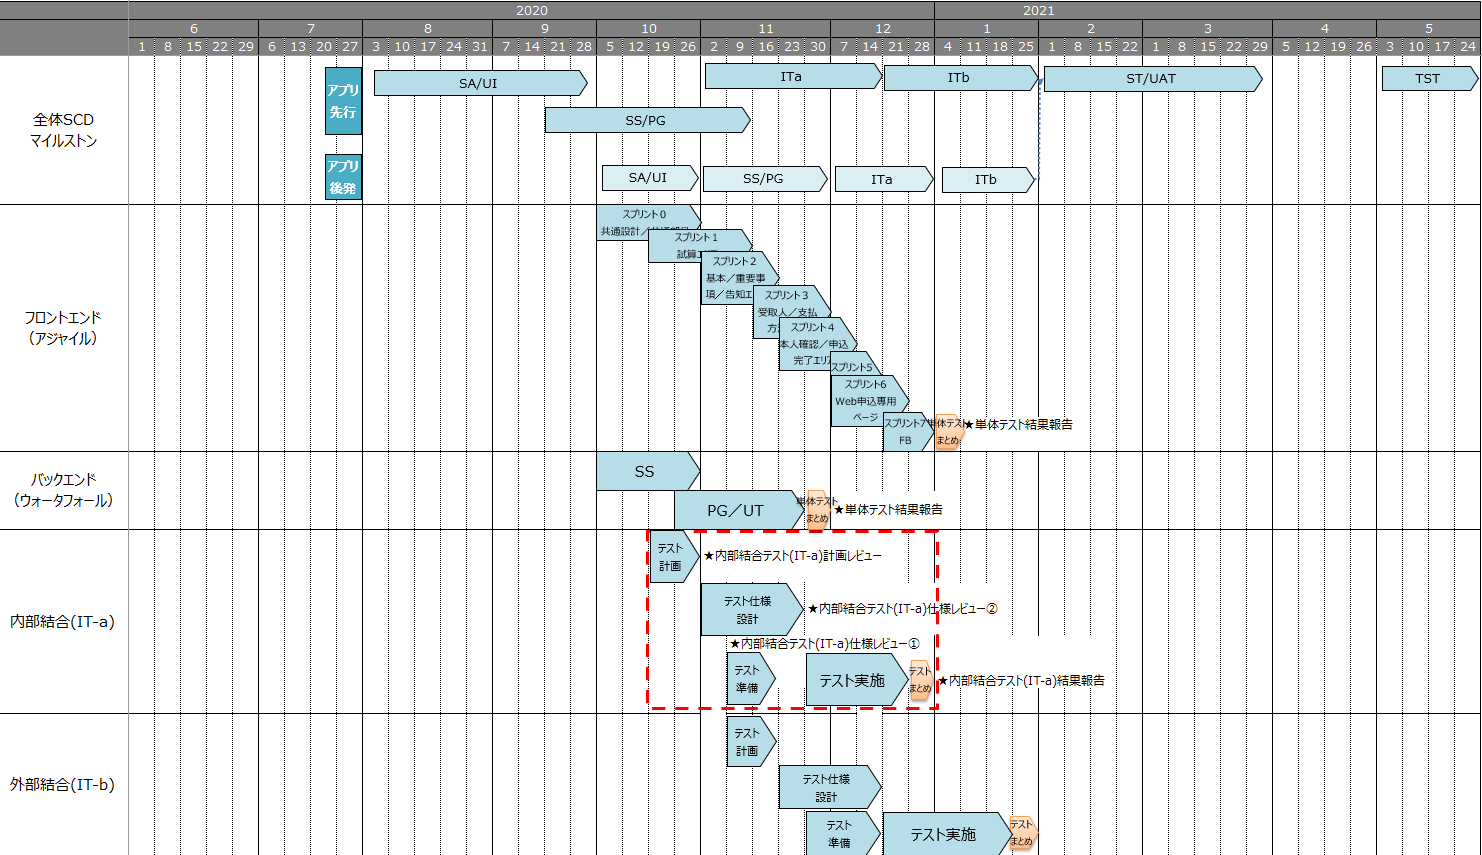 2020
2021
6 7 8 9 10 11 12 1 2 3 4 5
1 8 15 22 29 6 13 20 27 3 10 17 24 31 7 14 21 28 5 12 19 26 2 9 16 23 30 7 14 21 28 4 11 18 25 1 8 15 22 1 8 15 22 29 5 12 19 26 3 10 17 24
全体SCD
マイルストン
アプリ
先行
SA/UI
SS/PG
ITa
ITb
ST/UAT
TST
アプリ
後発
SA/UI
SS/PG
ITa
ITb
フロントエンド
（アジャイル）
スプリント０
共通設計／
スプリント１
試算エ
スプリント２
基本／重要事
項／告知エ
スプリント３
受取人／支払
方
スプリント４
本人確認／申込
完了エリ
スプリント5
スプリント6
Web申込専用
ページ
スプリント7
FB
単体テスト
まとめ
★単体テスト結果報告
バックエンド
（ウォータフォール）
SS
PG／UT
単体テスト
まとめ
★単体テスト結果報告
内部結合(IT-a)
テスト
計画
★内部結合テスト(IT-a)計画レビュー
テスト仕様
設計
★内部結合テスト(IT-a)仕様レビュー②
★内部結合テスト(IT-a)仕様レビュー①
テスト
準備
テスト実施
テスト
まとめ
★内部結合テスト(IT-a)結果報告
外部結合(IT-b)
テスト
計画
テスト仕様
設計
テスト
準備
テスト実施
テスト
まとめ